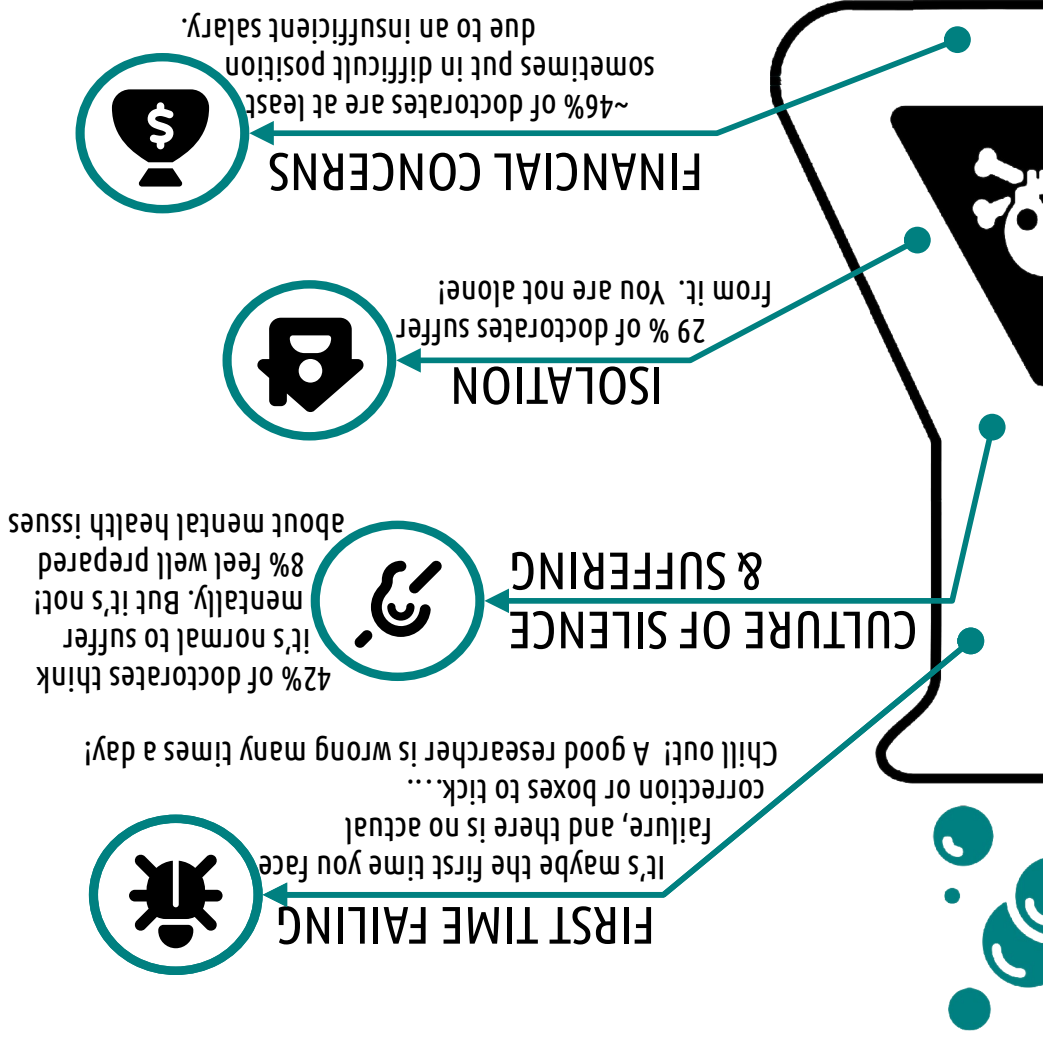 FIRST TIME FAILING
It's maybe the first time you face
failure, and there is no actual
correction or boxes to tick....
Chill out! A good researcher is wrong many times a day!
CULTURE OF SILENCE
& SUFFERING
42% of doctorates think
it's normal to suffer
mentally. But it's not!
8% feel well prepared
about mental health issues
ISOLATION
29 % of doctorates suffer
from it. You are not alone!
FINANCIAL CONCERNS
~46% of doctorates are at least
sometimes put in difficult position
due to an insufficient salary.
$